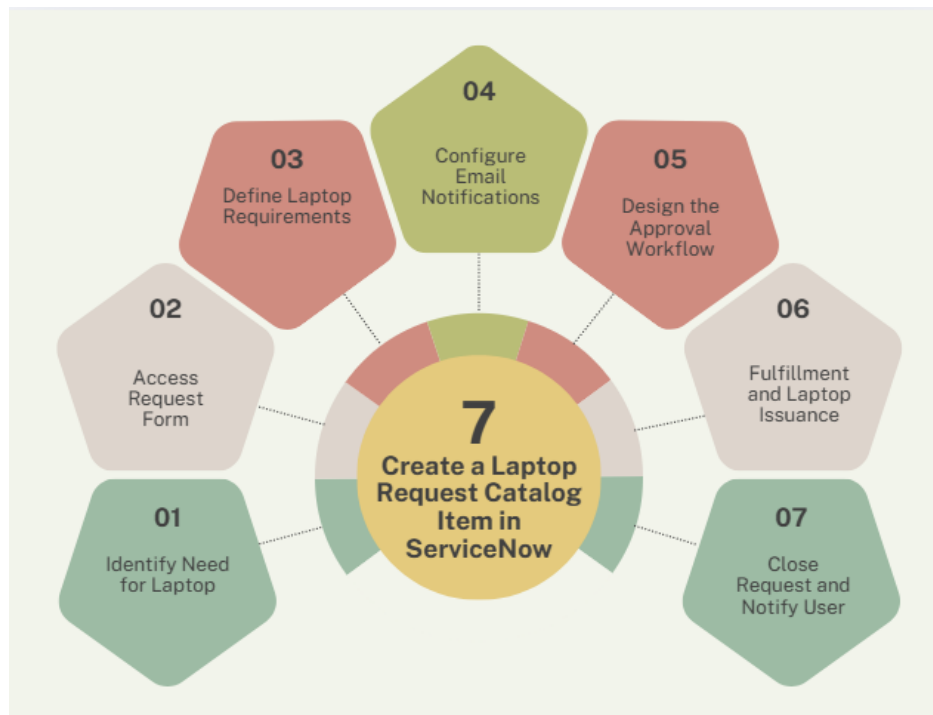 04
Configure
Email
Notifications
03
Define Laptop
Requirements
05
Design the
Approval
Workflow
02
Access
Request
Form
06
Fulfillment
and Laptop
Issuance
7
Create a Laptop
Request Catalog
Item in
ServiceNow
01
Identify Need
for Laptop
07
Close
Request and
Notify User